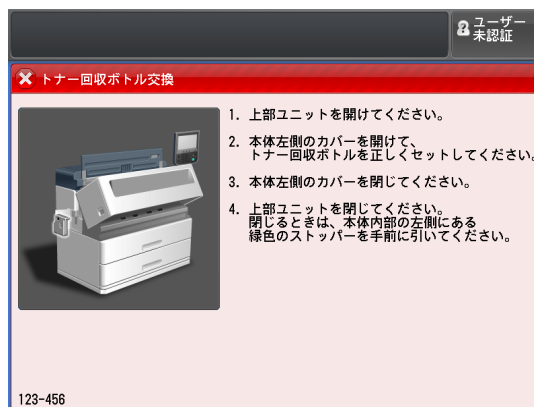 ユーザー
未認証
トナー回収ボトル交換
1. 上部ユニットを開けてください。
2. 本体左側のカバーを開けて、
トナー回収ボトルを正しくセットしてください。
3. 本体左側のカバーを閉じてください。
4. 上部ユニットを閉じてください。
閉じるときは、本体内部の左側にある
緑色のストッパーを手前に引いてください。
123-456